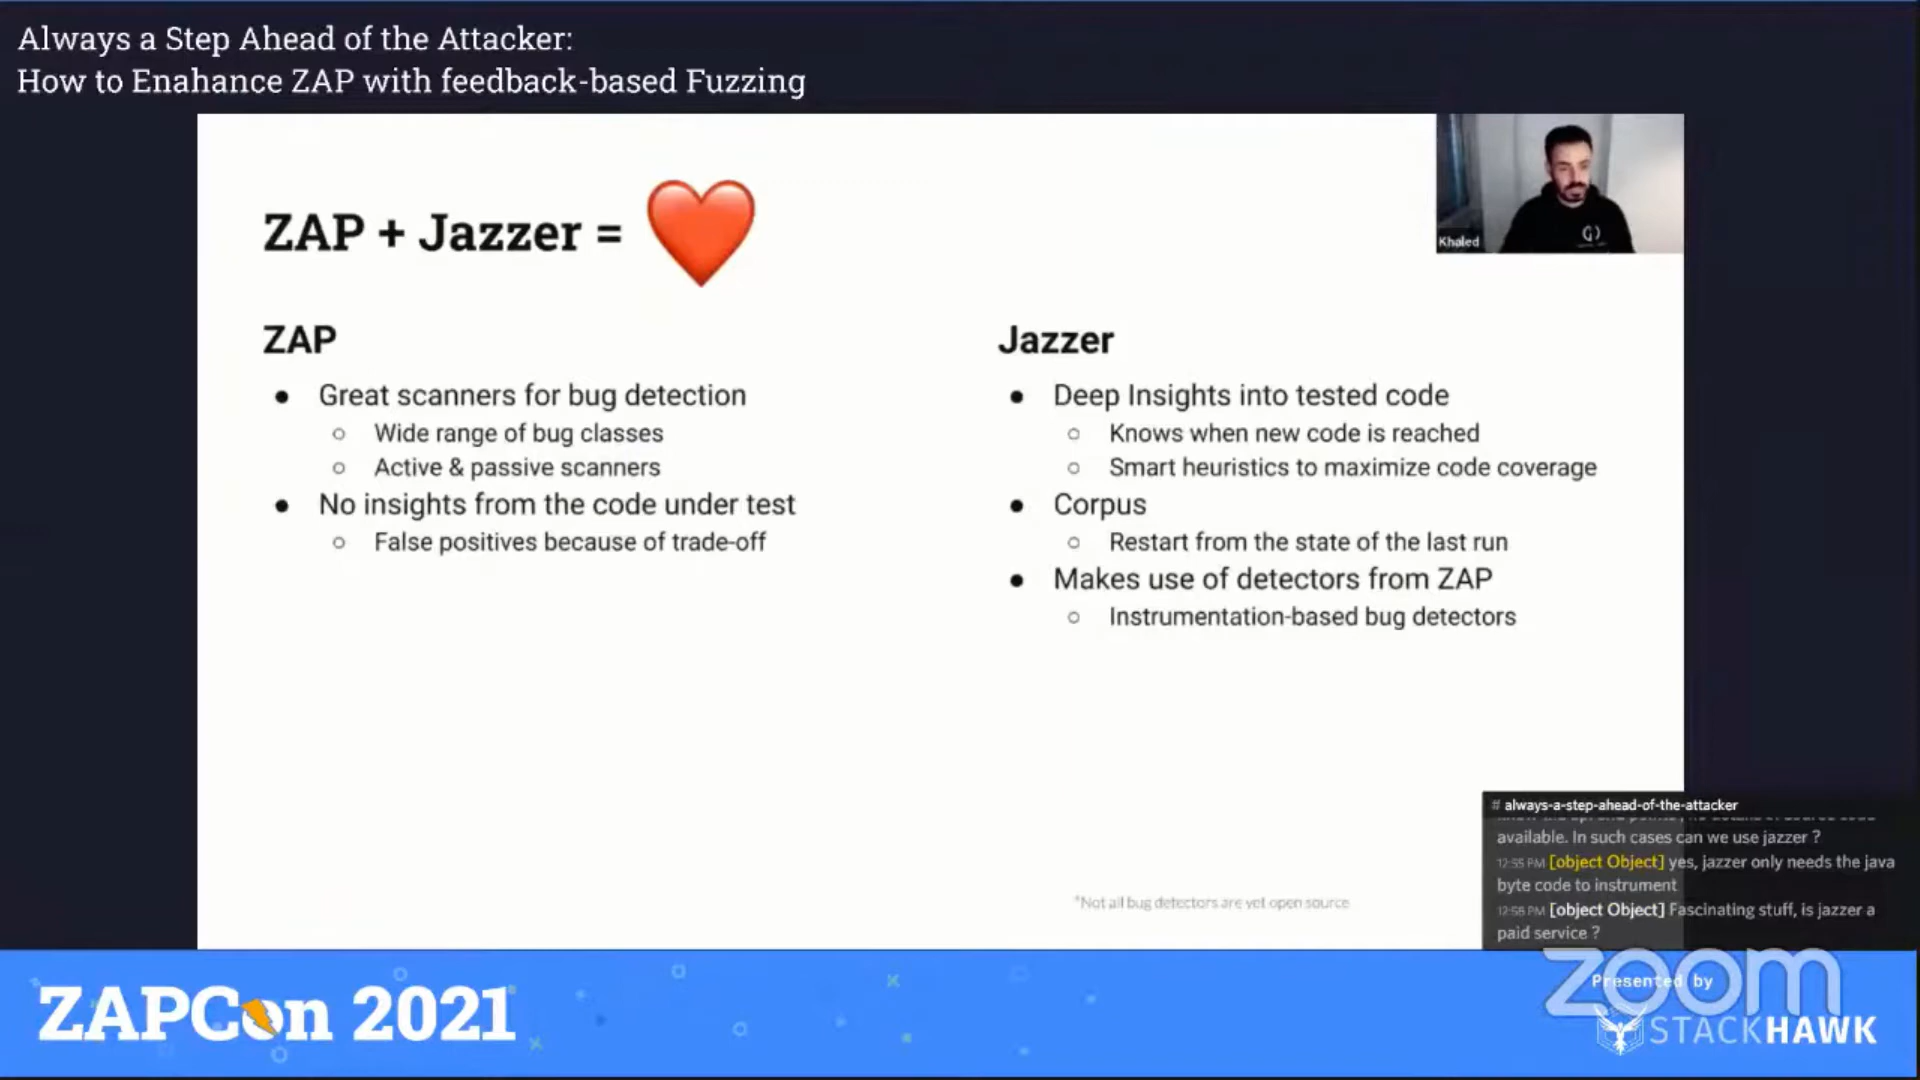 Always a Step Ahead of the Attacker:
How to Enahance ZAP with feedback-based Fuzzing
ZAP + Jazzer =
Khaled
ZAP
● Great scanners for bug detection
○ Wide range of bug classes
○ Active & passive scanners
● No insights from the code under test
○ False positives because of trade-off
Jazzer
● Deep Insights into tested code
○ Knows when new code is reached
○ Smart heuristics to maximize code coverage
● Corpus
○ Restart from the state of the last run
● Makes use of detectors from ZAP
○ Instrumentation-based bug detectors
*Not all bug detectors are yet open source
# always-a-step-ahead-of-the-attacker
available. In such cases can we use jazzer ?
12:55 PM [object Object] yes, jazzer only needs the java
byte code to instrument
[object Object] Fascinating stuff, is jazzer a
paid service ?
ZAPCon 2021
zoom
Presented by
STACKHAWK